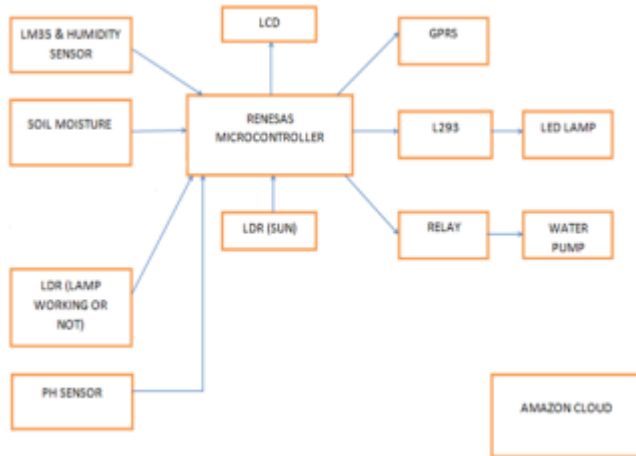 LM35 & HUMIDITY
SENSOR
LCD
GPRS
SOIL MOISTURE
RENESAS
MICROCONTROLLER
L293
LED LAMP
LDR (SUN)
RELAY
WATER
PUMP
LDR (LAMP
WORKING OR
NOT)
PH SENSOR
AMAZON CLOUD